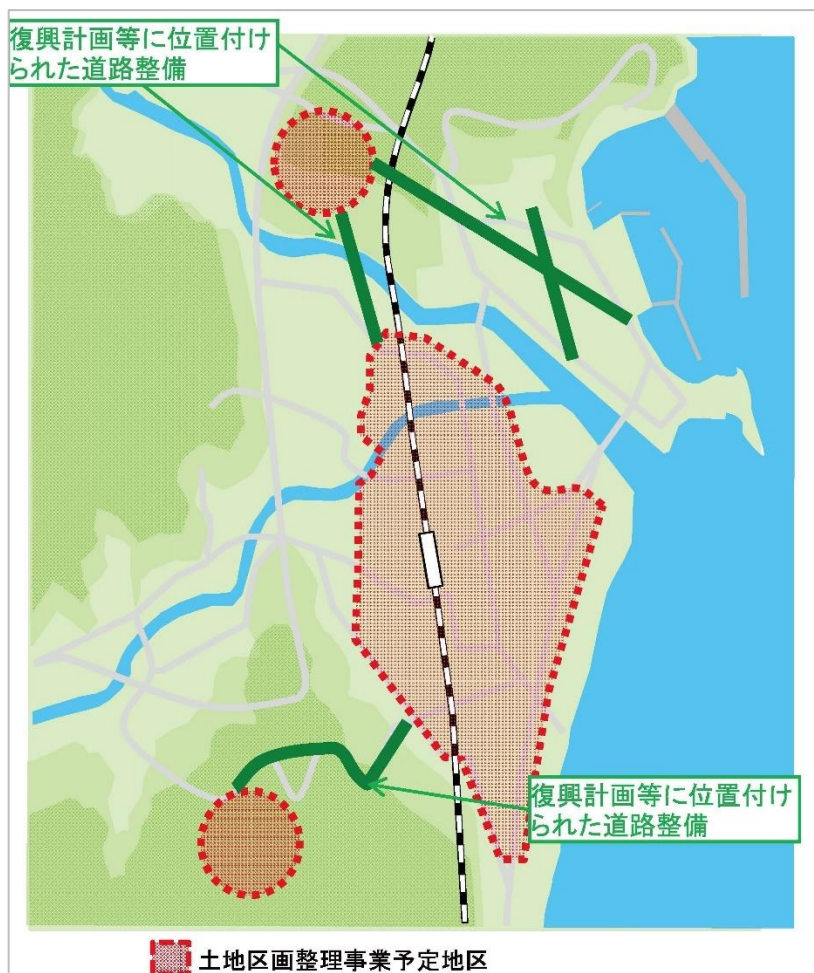 復興計画等に位置付け
られた道路整備
復興計画等に位置付け
られた道路整備
土地区画整理事業予定地区